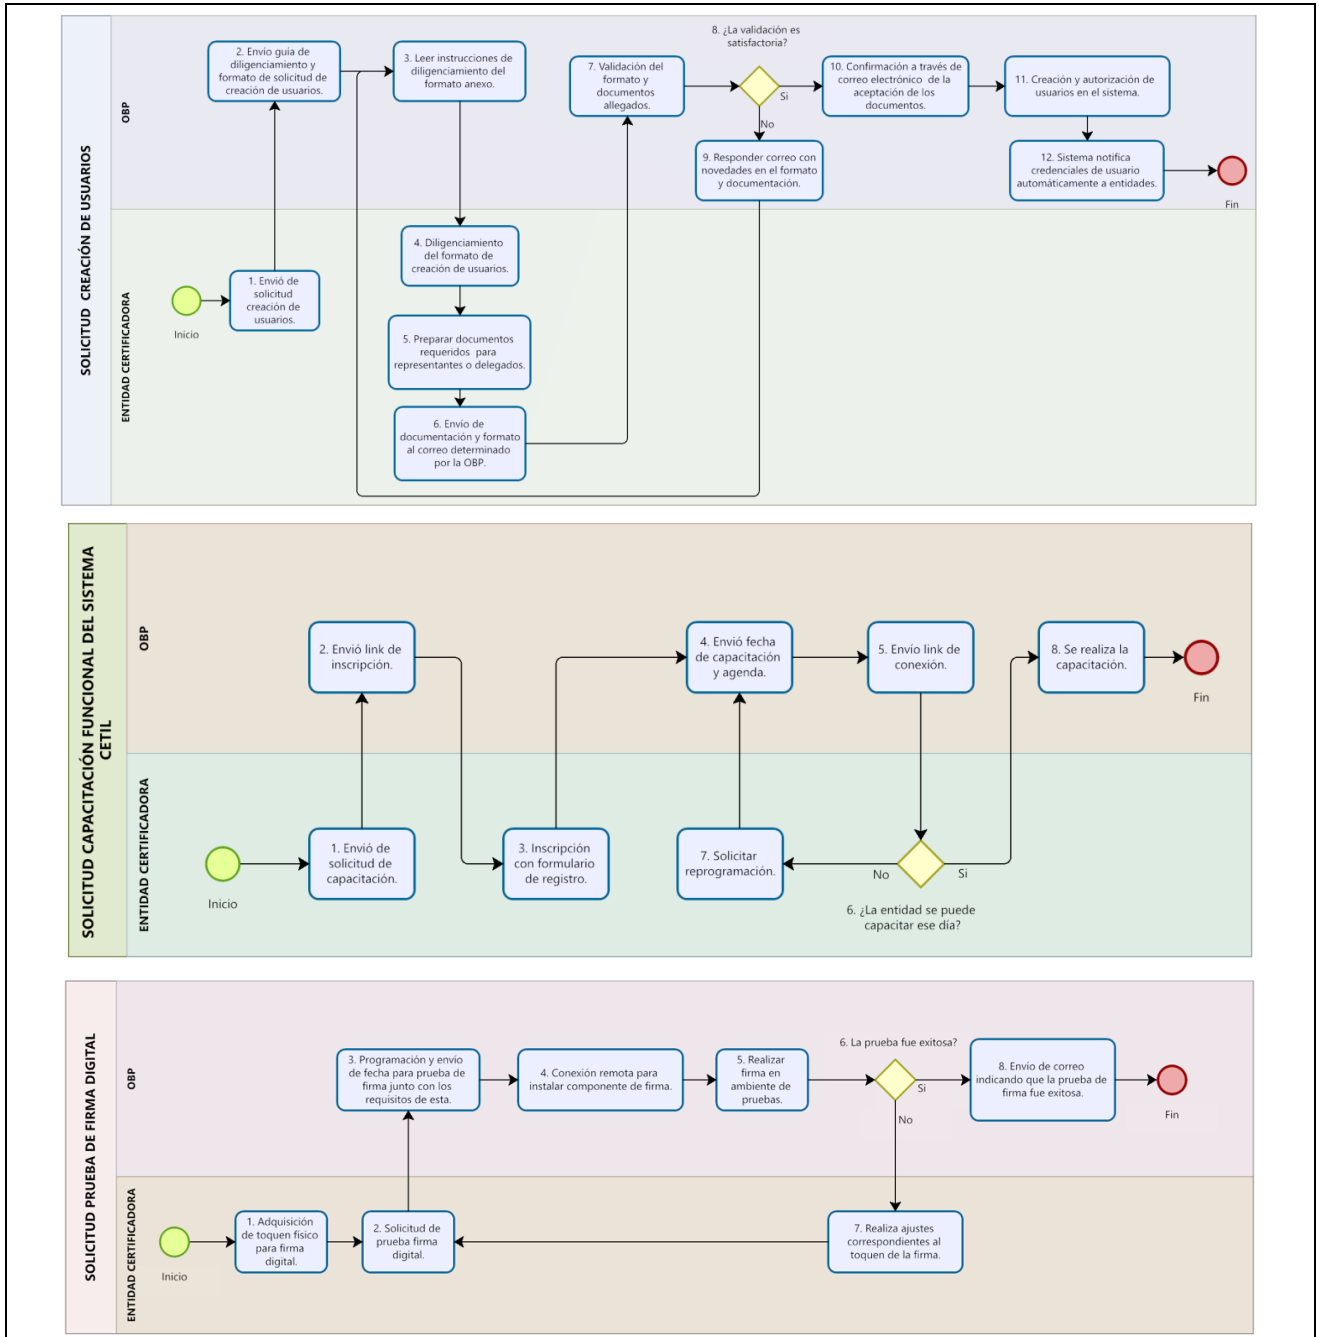 SOLICITUD  CREACIÓN DE USUARIOS
OBP
2. Envío guía de
diligenciamiento y
formato de solicitud de
creación de usuarios.
3. Leer instrucciones de
diligenciamiento del
formato anexo.
7. Validación del
formato y
documentos
allegados.
8. ¿La validación es
satisfactoria?
Si
No
10. Confirmación a través de
correo electrónico  de la
aceptación de los
documentos.
11. Creación y autorización de
usuarios en el sistema.
9. Responder correo con
novedades en el formato
y documentación.
12. Sistema notifica
credenciales de usuario
automáticamente a entidades.
Fin
ENTIDAD CERTIFICADORA
Inicio
1. Envió de
solicitud
creación de
usuarios.
4. Diligenciamiento
del formato de
creación de usuarios.
5. Preparar documentos
requeridos  para
representantes o delegados.
6. Envío de
documentación y formato
al correo determinado
por la OBP.
SOLICITUD CAPACITACIÓN FUNCIONAL DEL SISTEMA
CETIL
OBP
2. Envió link de
inscripción.
4. Envió fecha
de capacitación
y agenda.
5. Envío link de
conexión.
8. Se realiza la
capacitación.
Fin
ENTIDAD CERTIFICADORA
Inicio
1. Envió de
solicitud de
capacitación.
3. Inscripción
con formulario
de registro.
7. Solicitar
reprogramación.
No
Si
6. ¿La entidad se puede
capacitar ese día?
SOLICITUD PRUEBA DE FIRMA DIGITAL
OBP
3. Programación y envio
de fecha para prueba de
firma junto con los
requisitos de esta.
4. Conexión remota para
instalar componente de firma.
5. Realizar
firma en
ambiente de
pruebas.
6. La prueba fue exitosa?
Si
No
8. Envío de correo
indicando que la prueba de
firma fue exitosa.
Fin
ENTIDAD CERTIFICADORA
Inicio
1. Adquisición
de toquen físico
para firma
digital.
2. Solicitud de
prueba firma
digital.
7. Realiza ajustes
correspondientes al
toquen de la firma.